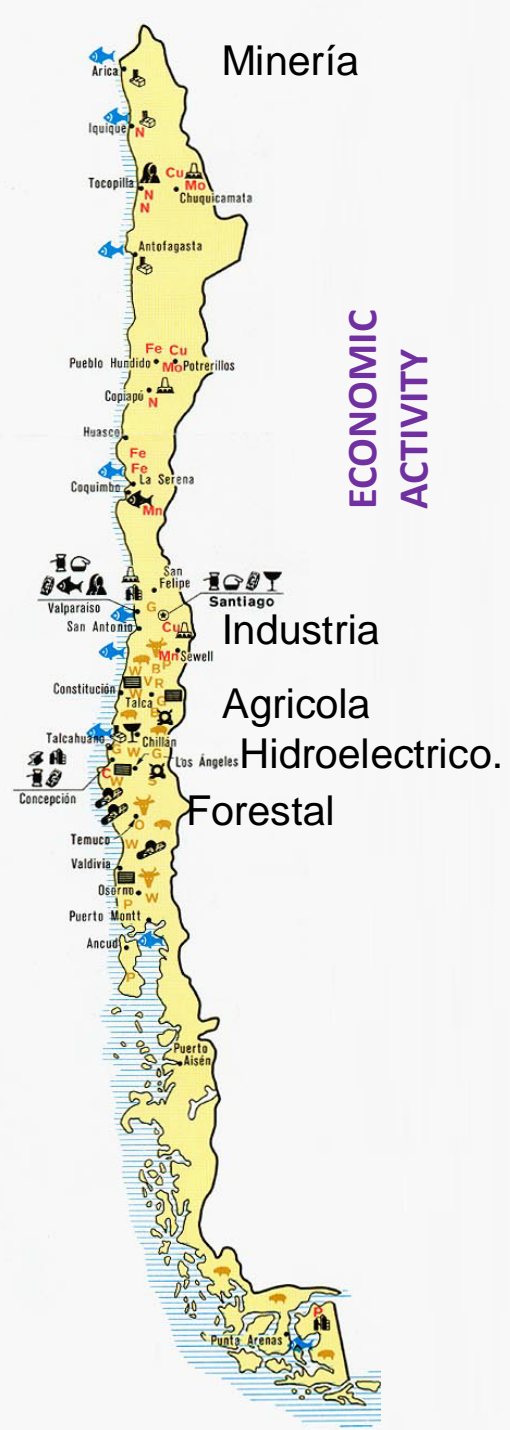 Minería
Arica
Iquique
N
Tocopilla
Cu
Mo
N
N
Chuquicamata
Antofagasta
ECONOMIC
ACTIVITY
Fe Cu
Pueblo Hundido
Mo
Potrerillos
Copiapó
N
Huasco
Fe
Fe
La Serena
Coquimbo
Mn
San
Felipe
Valparaíso
G
Santiago
San Antonio
Cu
Industria
Mn
Sewell
W
B
P
V
R
Constitución
W
Talca
G
B
Agricola
Talcahuano
Chillán
G
W
G
Los Ángeles
Hidroelectrico.
C
W
S
Concepción
Forestal
O
Temuco
W
Valdivia
Osorno
W
P
Puerto Montt
Ancud
P
Puerto
Aisén
P
Punta Arenas